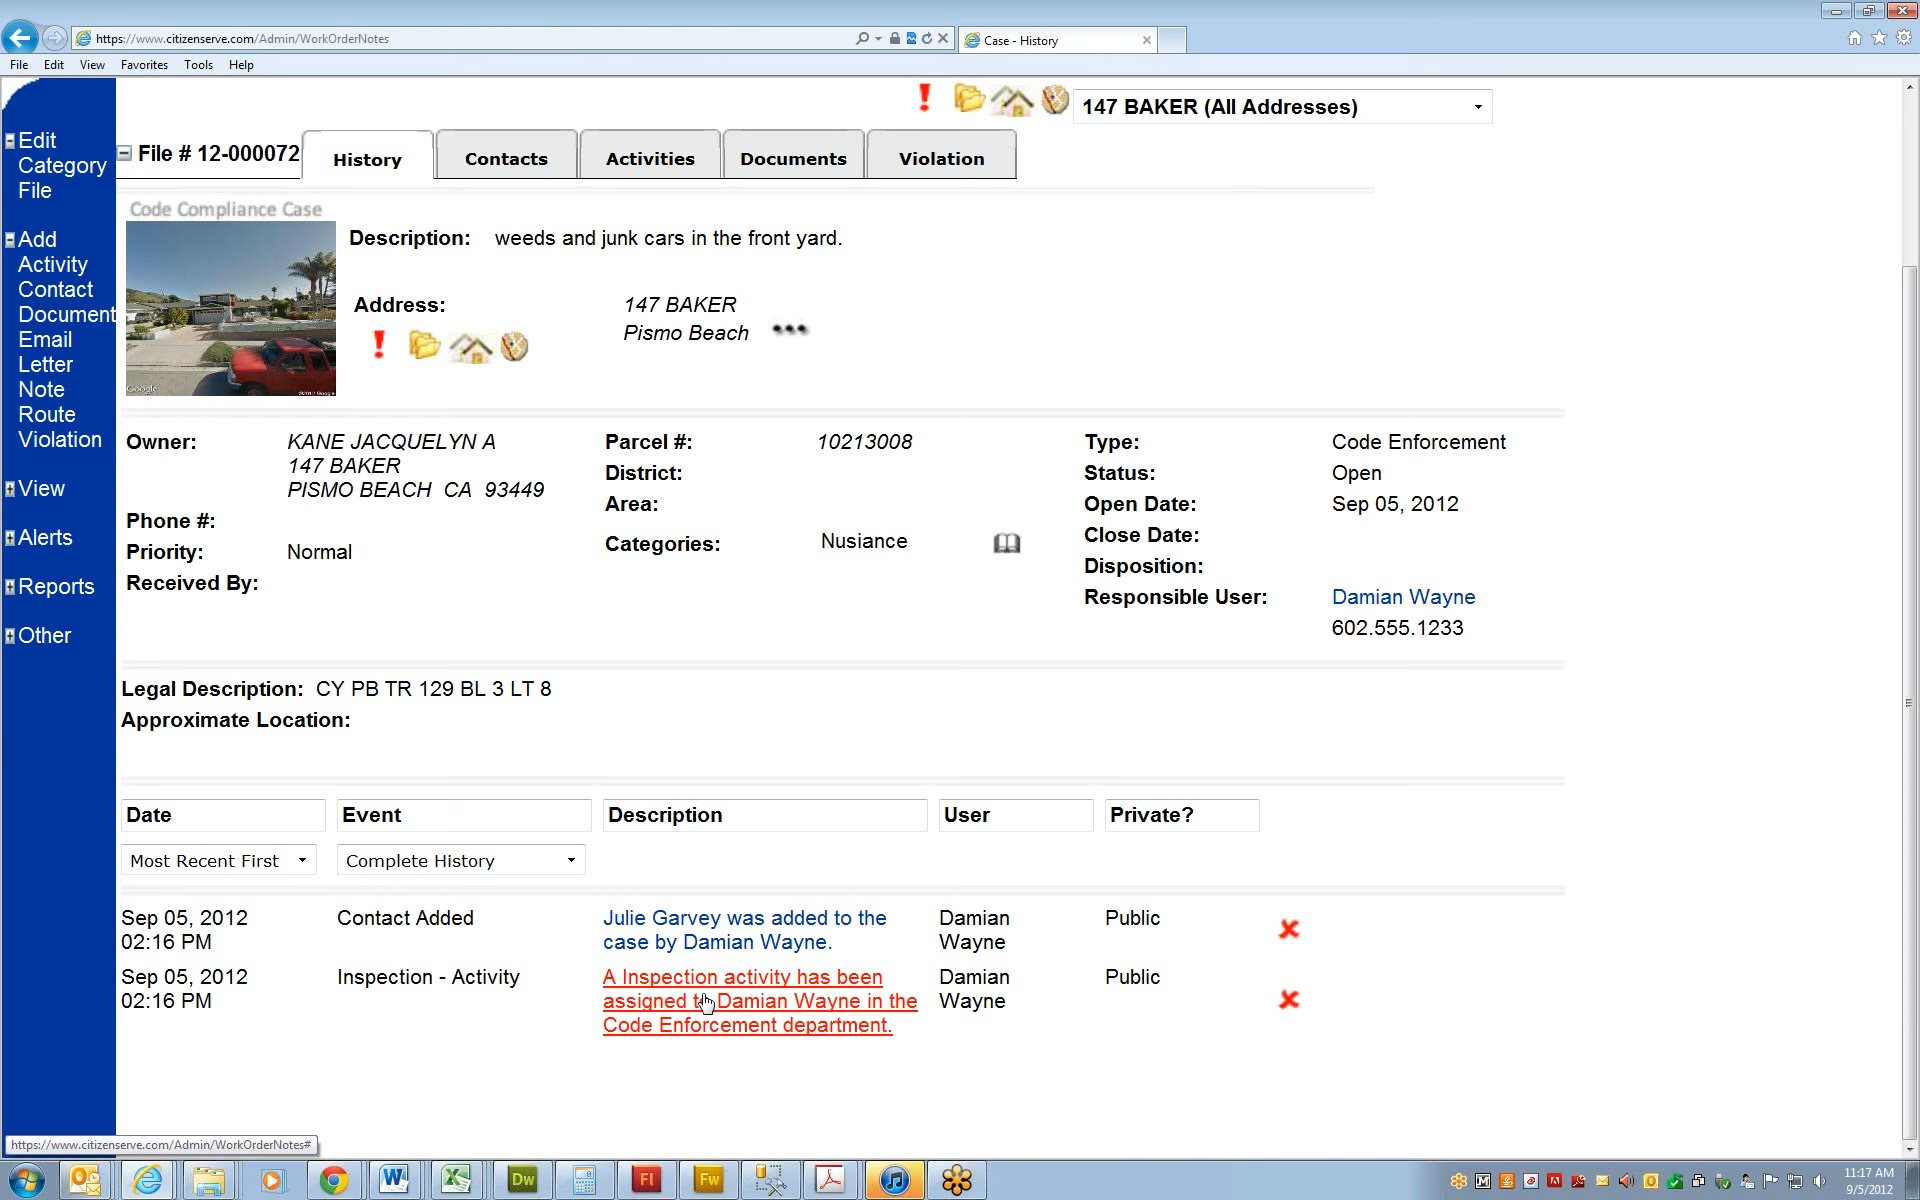 https://www.citizenserve.com/Admin/WorkOrderNotes
Case - History
File Edit View Favorites Tools Help
147 BAKER (All Addresses)
File # 12-000072
History
Contacts
Activities
Documents
Violation
Edit
Category
File
Add
Activity
Contact
Document
Email
Letter
Note
Route
Violation
View
Alerts
Reports
Other
Code Compliance Case
Google
Description: weeds and junk cars in the front yard.
Address: 147 BAKER
Pismo Beach
Owner: KANE JACQUELYN A
147 BAKER
PISMO BEACH CA 93449
Phone #:
Priority: Normal
Received By:
Parcel #: 10213008
District:
Area:
Categories: Nusiance
Type: Code Enforcement
Status: Open
Open Date: Sep 05, 2012
Close Date:
Disposition:
Responsible User: Damian Wayne
602.555.1233
Legal Description: CY PB TR 129 BL 3 LT 8
Approximate Location:
Date Event Description User Private?
Most Recent First Complete History
Sep 05, 2012 Contact Added Julie Garvey was added to the Damian Public
02:16 PM case by Damian Wayne. Wayne
Sep 05, 2012 Inspection - Activity A Inspection activity has been Damian Public
02:16 PM assigned to Damian Wayne in the Wayne
Code Enforcement department.
https://www.citizenserve.com/Admin/WorkOrderNotes#
Dw
Fl
Fw
11:17 AM
9/5/2012